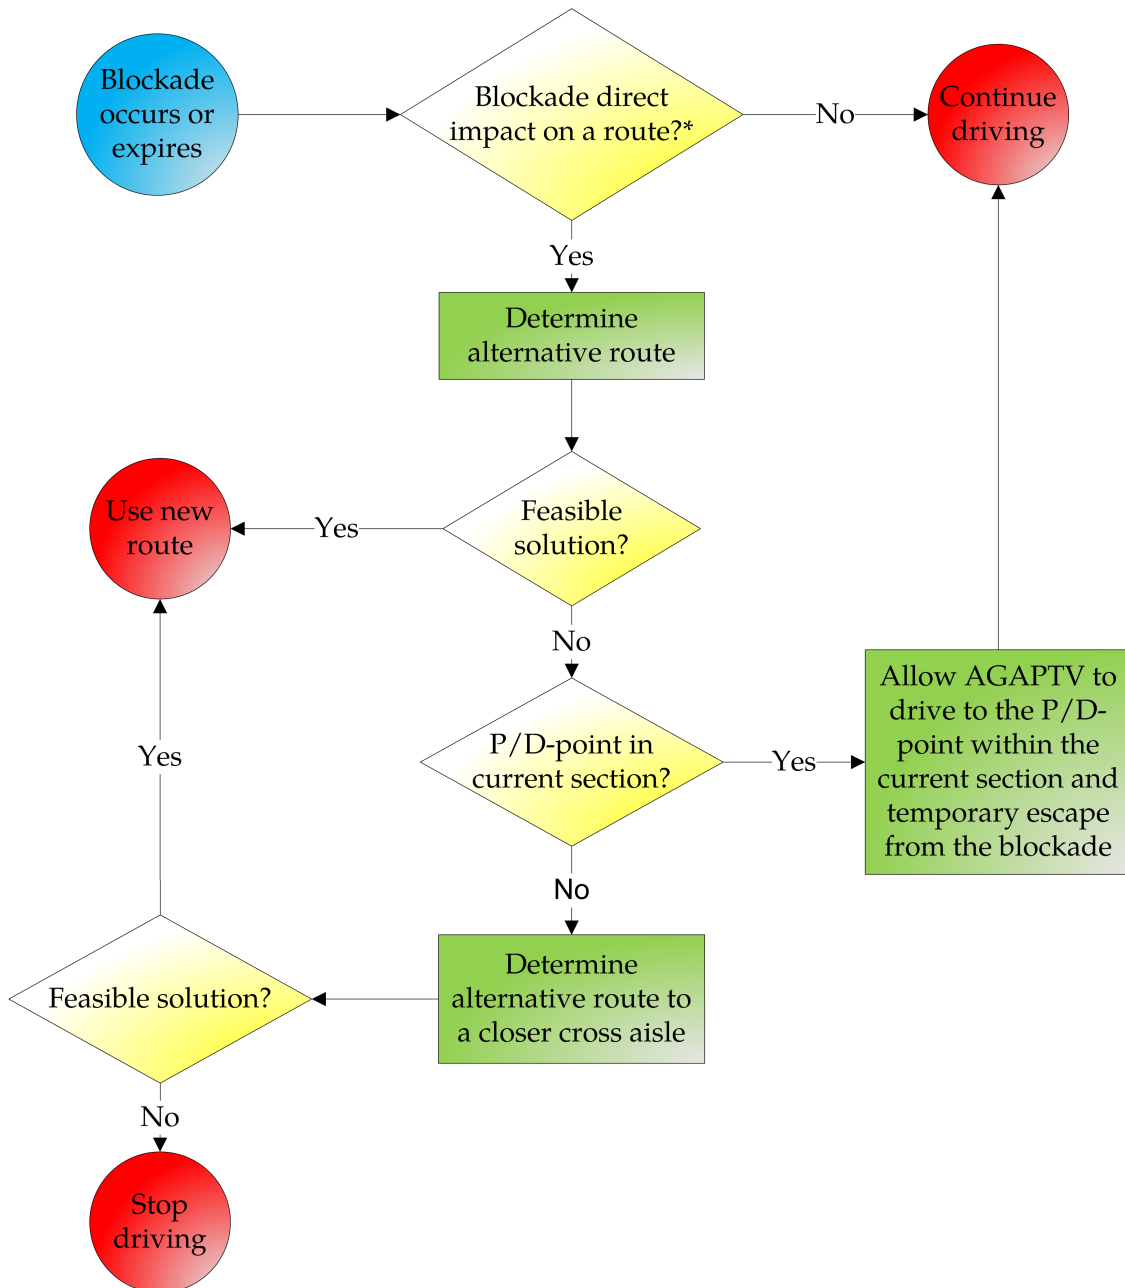 Blockade
occurs or
expires
Blockade direct
impact on a route?*
No
Continue
driving
Yes
Determine
alternative route
Use new
route
Yes
Feasible
solution?
No
P/D-point in
current section?
Yes
Allow AGAPTV to
drive to the P/D-
point within the
current section and
temporary escape
from the blockade
Yes
No
Determine
alternative route to
a closer cross aisle
Feasible solution?
No
Stop
driving